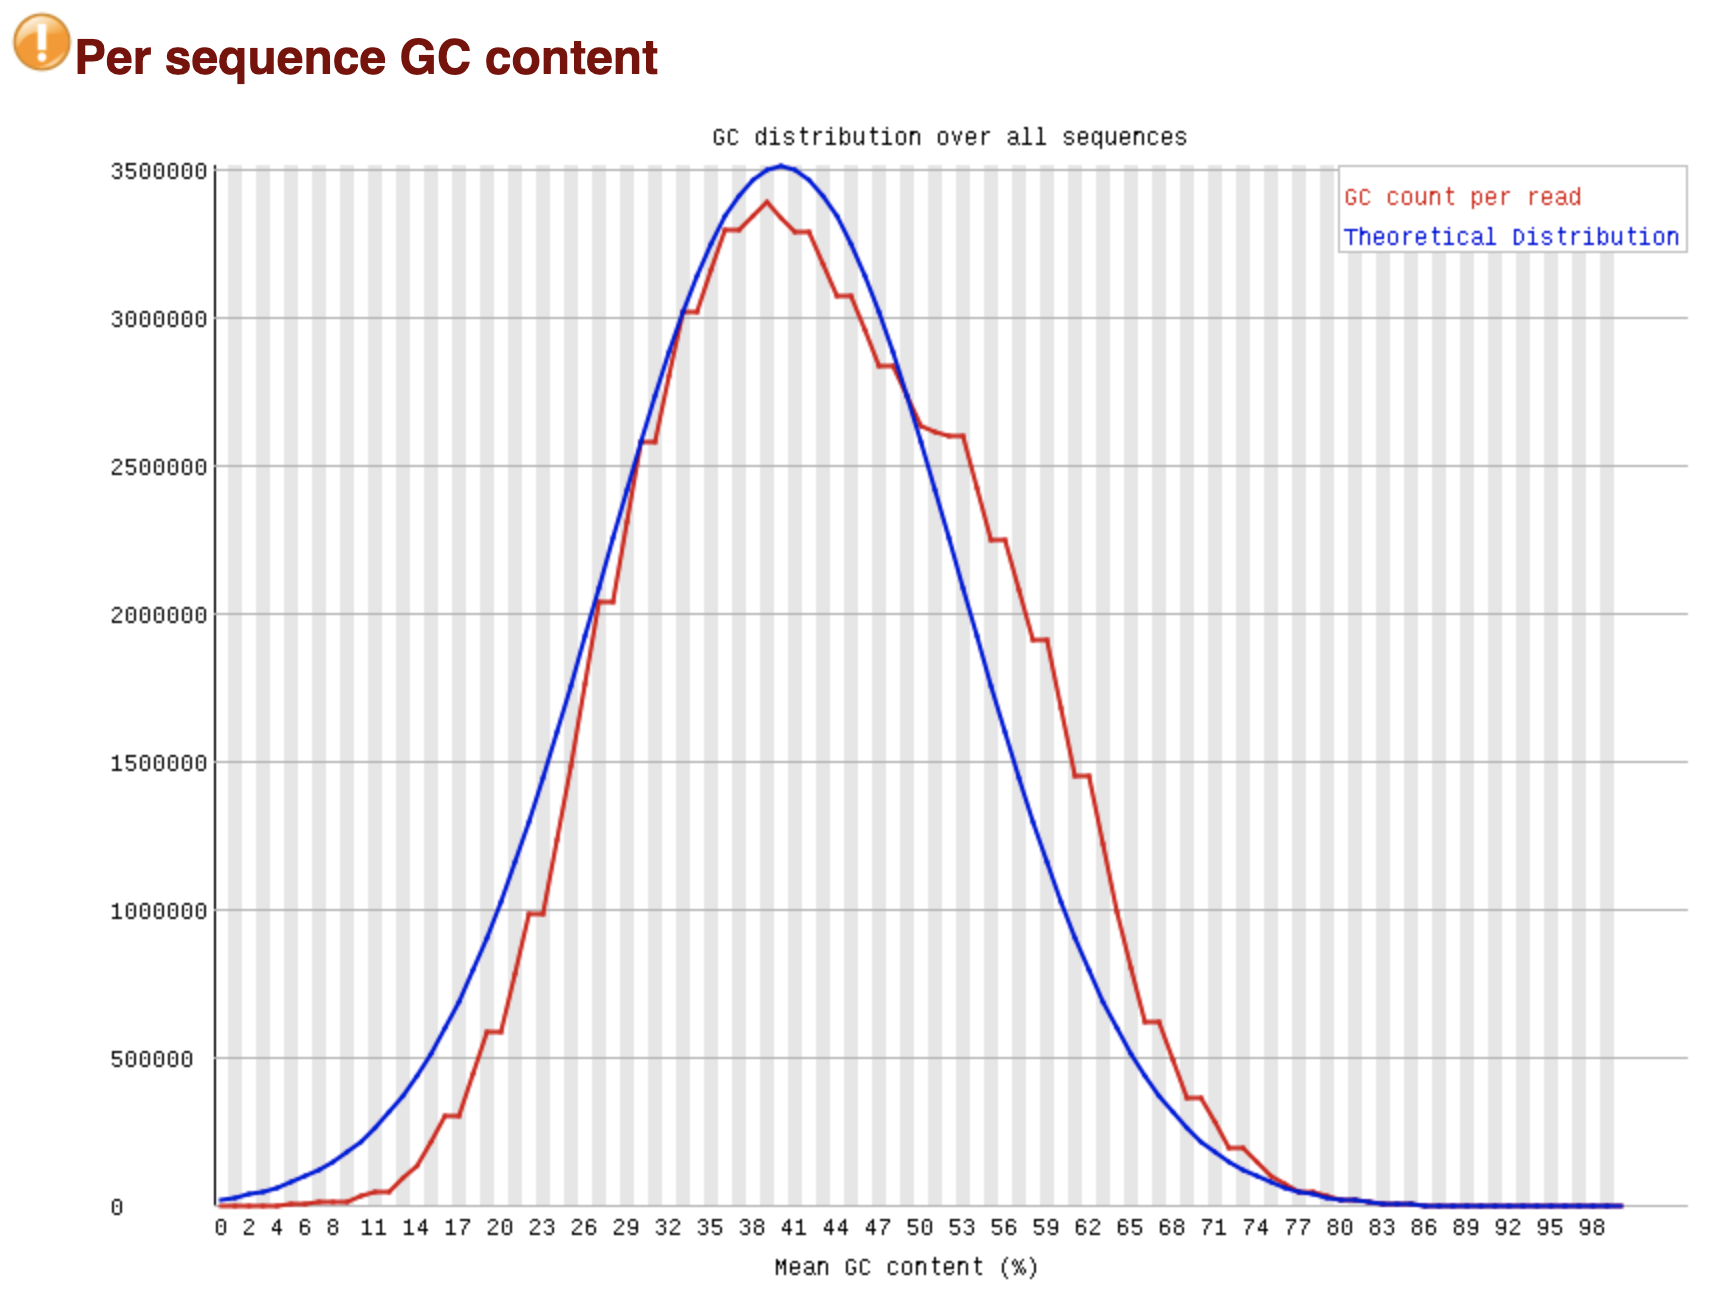 Per sequence GC content
GC distribution over all sequences
GC count per read
Theoretical Distribution
3500000
3000000
2500000
2000000
1500000
1000000
500000
0
0 2 4 6 8 11 14 17 20 23 26 29 32 35 38 41 44 47 50 53 56 59 62 65 68 71 74 77 80 83 86 89 92 95 98
Mean GC content (%)